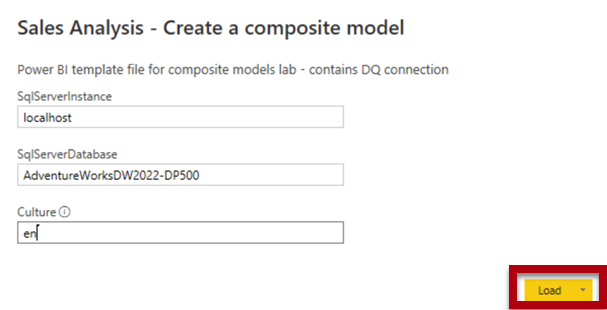 Sales Analysis - Create a composite model
Power BI template file for composite models lab - contains DQ connection
SqlServerInstance
localhost
SqlServerDatabase
AdventureWorksDW2022-DP500
Culture
en
Load